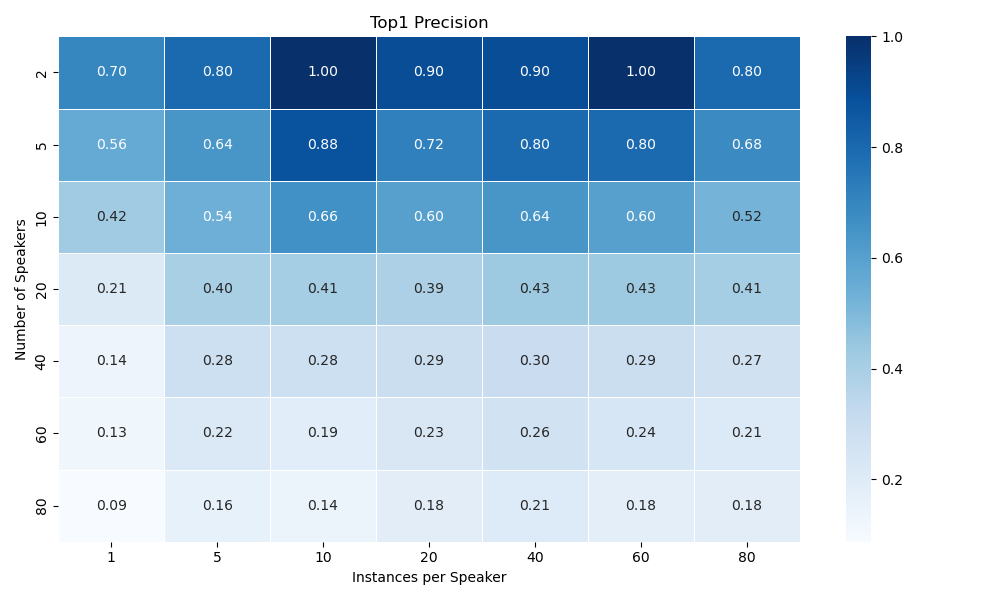 Top1 Precision
Number of Speakers
2 0.70 0.80 1.00 0.90 0.90 1.00 0.80
5 0.56 0.64 0.88 0.72 0.80 0.80 0.68
10 0.42 0.54 0.66 0.60 0.64 0.60 0.52
20 0.21 0.40 0.41 0.39 0.43 0.43 0.41
40 0.14 0.28 0.28 0.29 0.30 0.29 0.27
60 0.13 0.22 0.19 0.23 0.26 0.24 0.21
80 0.09 0.16 0.14 0.18 0.21 0.18 0.18
1 5 10 20 40 60 80
Instances per Speaker
1.0
0.8
0.6
0.4
0.2